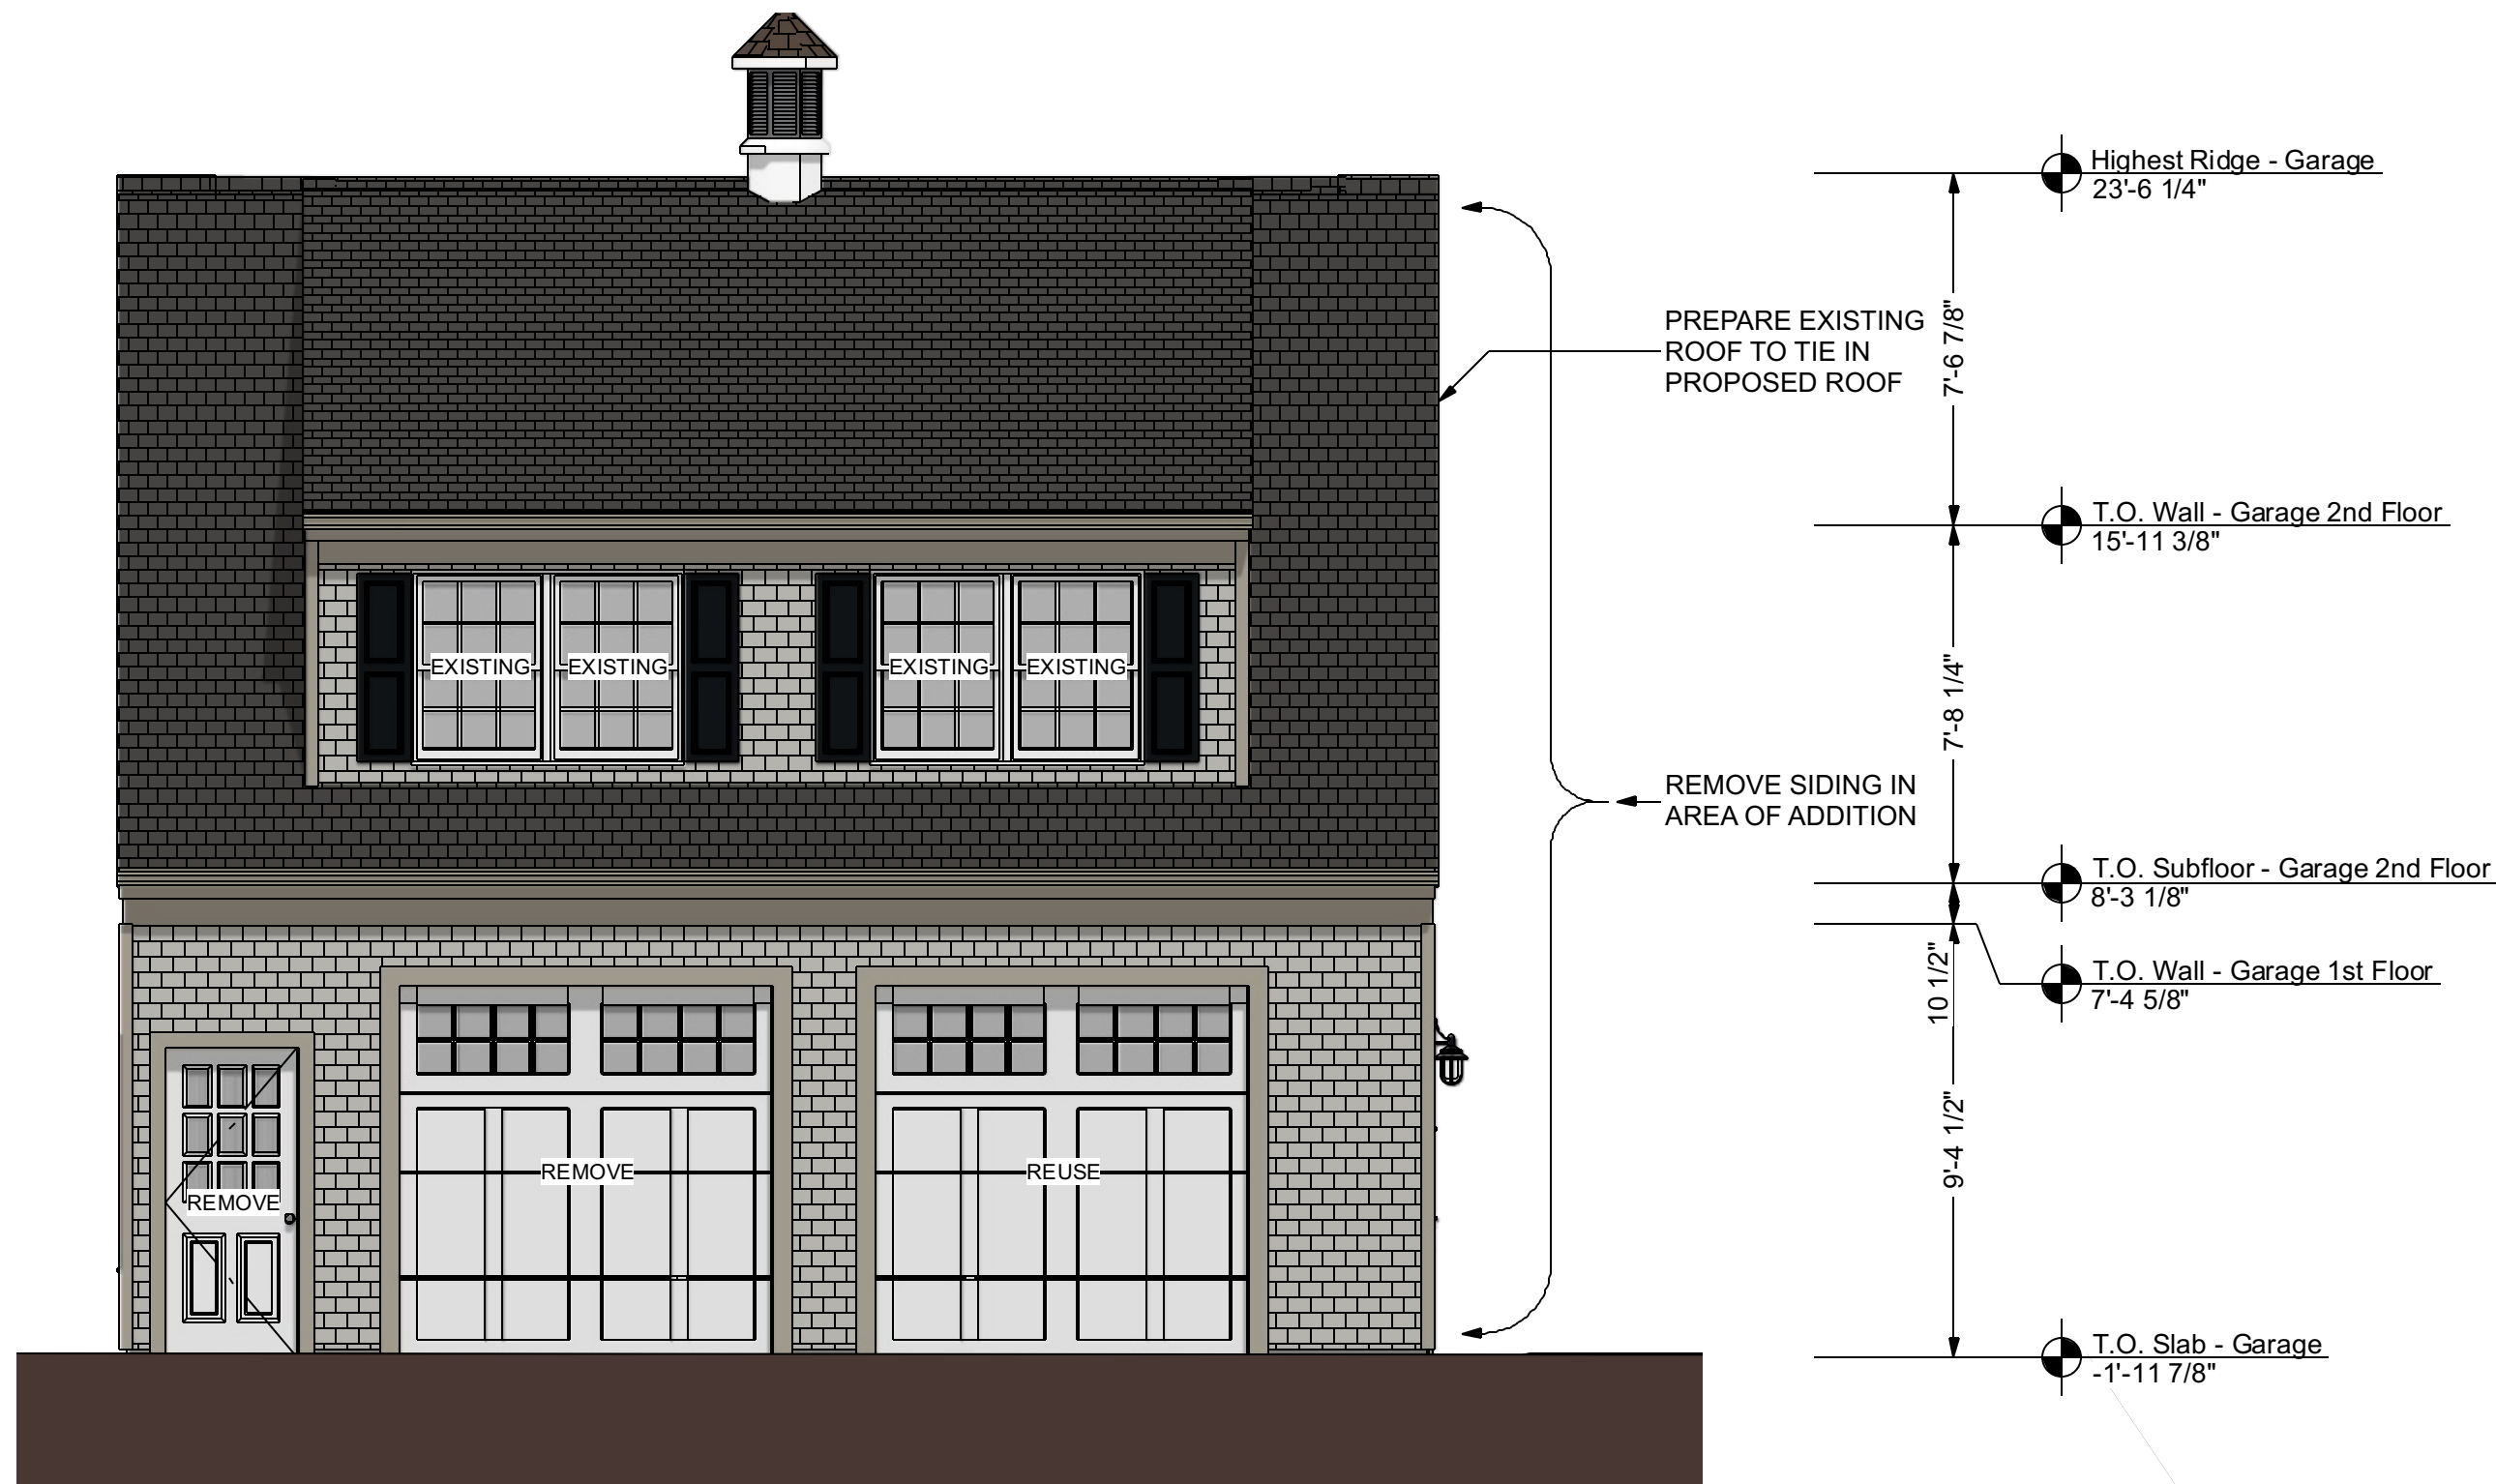 Highest Ridge - Garage
23'-6 1/4"
PREPARE EXISTING
ROOF TO TIE IN
PROPOSED ROOF
7'-6 7/8"
T.O. Wall - Garage 2nd Floor
15'-11 3/8"
EXISTING
EXISTING
EXISTING
EXISTING
7'-8 1/4"
REMOVE SIDING IN
AREA OF ADDITION
T.O. Subfloor - Garage 2nd Floor
8'-3 1/8"
10 1/2"
T.O. Wall - Garage 1st Floor
7'-4 5/8"
9'-4 1/2"
REMOVE
REMOVE
REUSE
T.O. Slab - Garage
-1'-11 7/8"